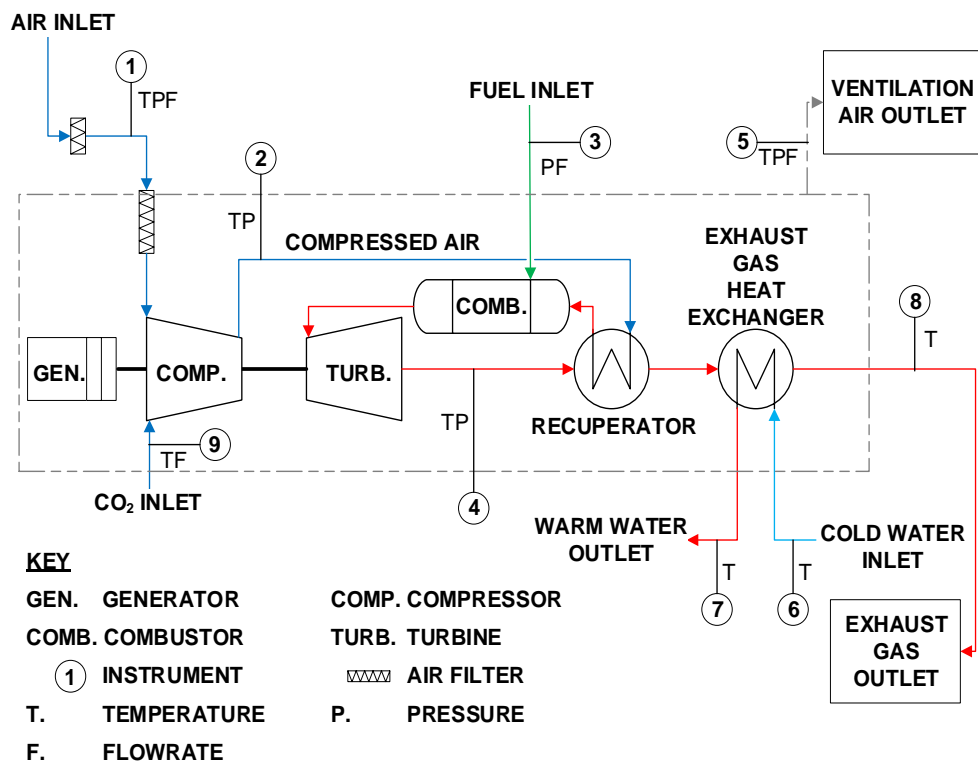 AIR INLET
1
TPF
FUEL INLET
3
PF
2
TP
5
TPF
VENTILATION
AIR OUTLET
COMPRESSED AIR
EXHAUST
GAS
HEAT
EXCHANGER
COMB.
8
T
GEN.
COMP.
TURB.
RECUPERATOR
TP
4
9
TF
CO₂ INLET
WARM WATER
OUTLET
COLD WATER
INLET
T
7
T
6
EXHAUST
GAS
OUTLET
KEY
GEN. GENERATOR
COMP. COMPRESSOR
COMB. COMBUSTOR
TURB. TURBINE
1 INSTRUMENT
AIR FILTER
T. TEMPERATURE
P. PRESSURE
F. FLOWRATE